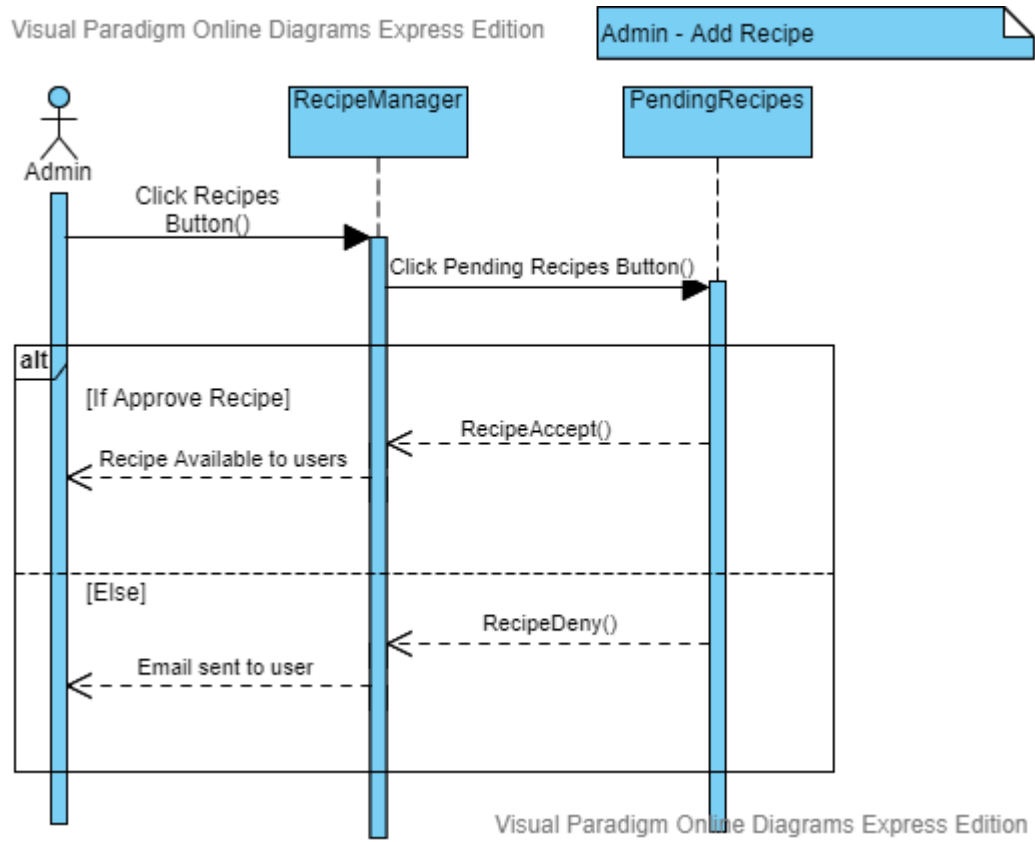 Visual Paradigm Online Diagrams Express Edition
Admin - Add Recipe
RecipeManager
PendingRecipes
Admin
Click Recipes
Button()
Click Pending Recipes Button()
alt
[If Approve Recipe]
RecipeAccept()
Recipe Available to users
[Else]
RecipeDeny()
Email sent to user
Visual Paradigm Online Diagrams Express Edition